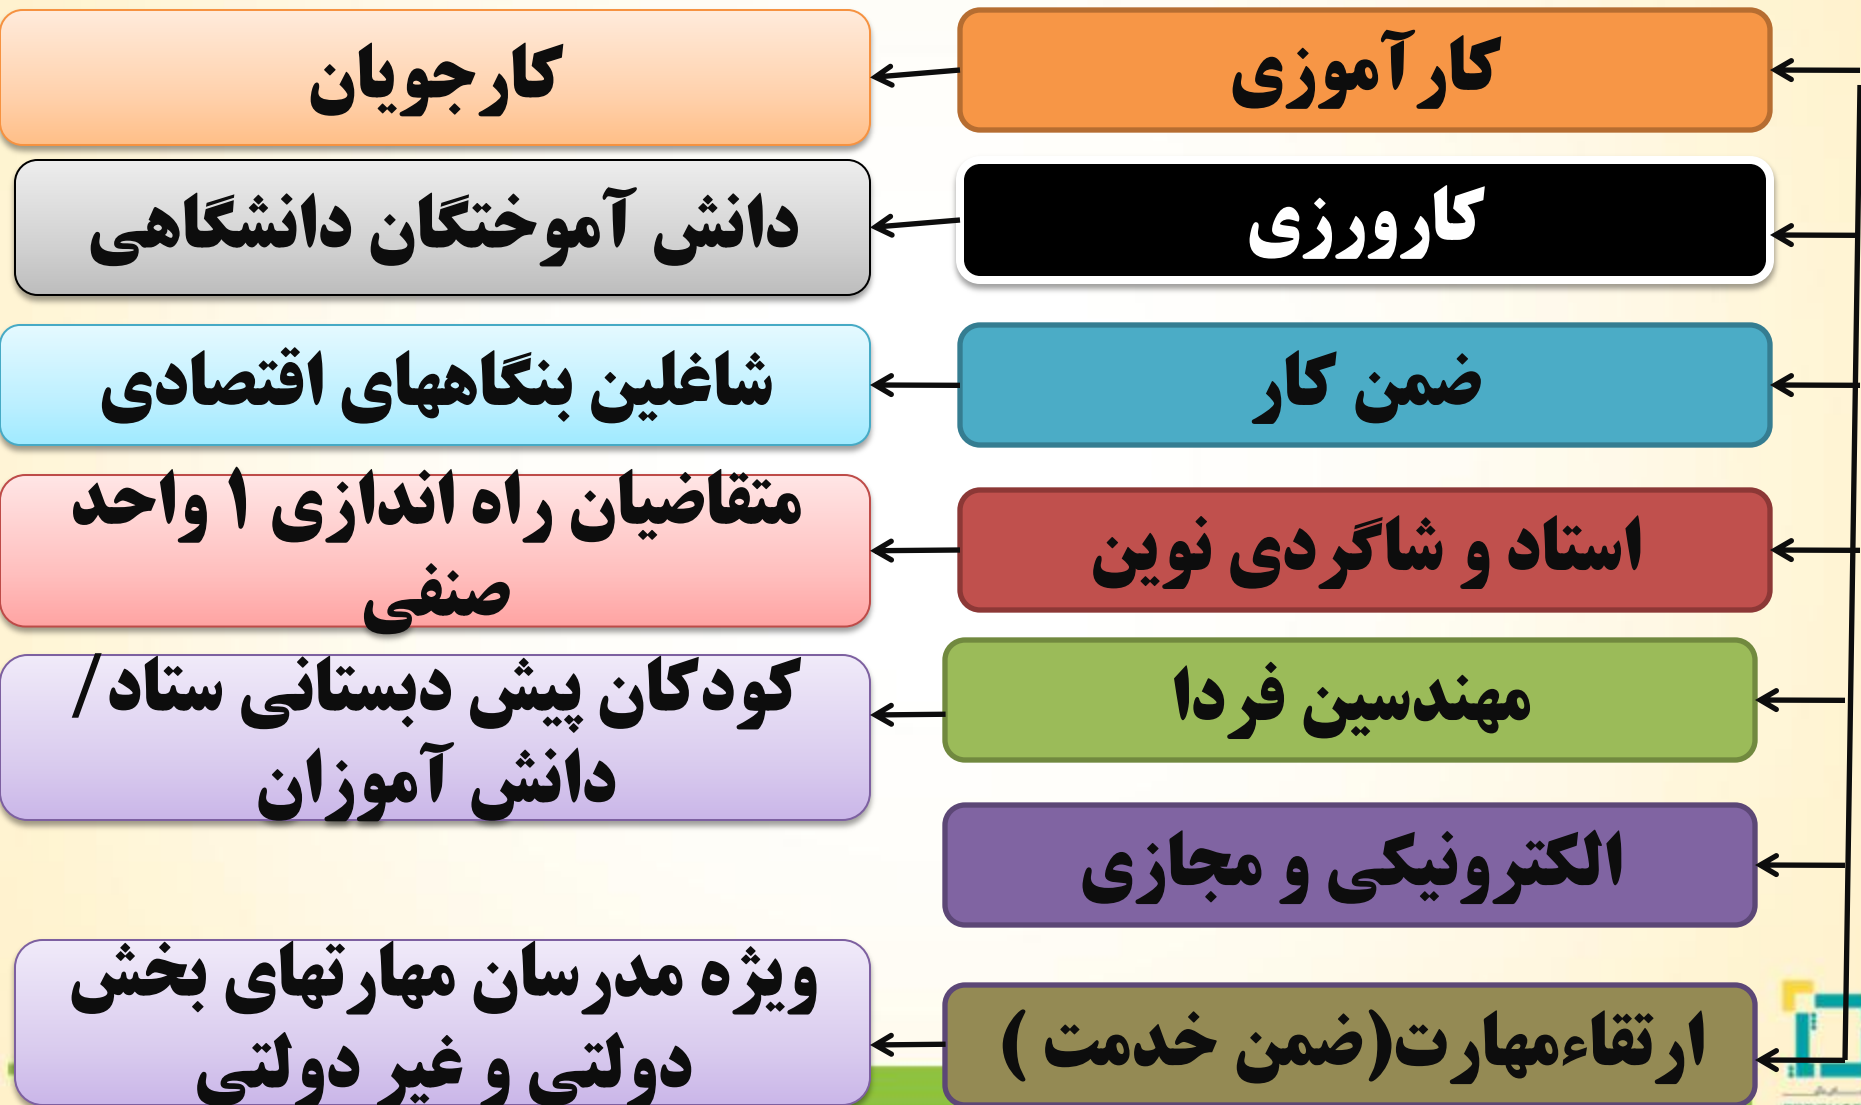 کارآموزی
کارجویان
کارورزی
دانش آموختگان دانشگاهی
ضمن کار
شاغلین بنگاههای اقتصادی
استاد و شاگردی نوین
متقاضیان راه اندازی ۱ واحد
صنفی
مهندسین فردا
کودکان پیش دبستانی ستاد/
دانش آموزان
الکترونیکی و مجازی
ارتقاءمهارت(ضمن خدمت )
ویژه مدرسان مهارتهای بخش
دولتی و غیر دولتی